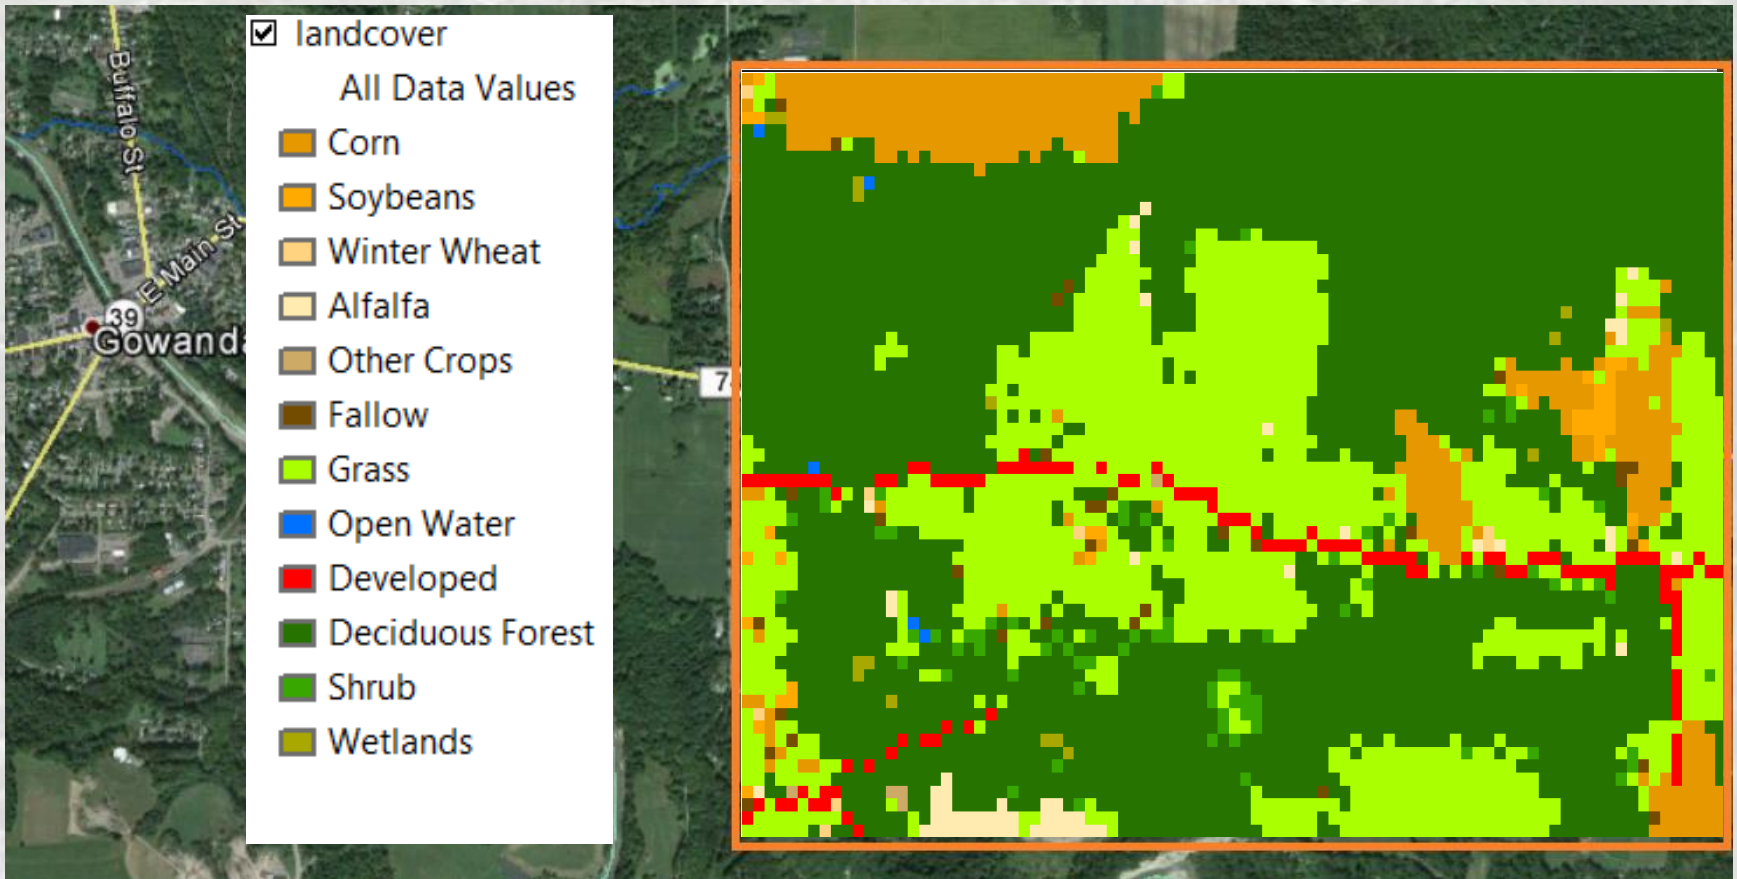 landcover
All Data Values
Corn
Soybeans
Winter Wheat
Alfalfa
Other Crops
Fallow
Grass
Open Water
Developed
Deciduous Forest
Shrub
Wetlands
Buffalo St
E Main St
39
Gowanda
7